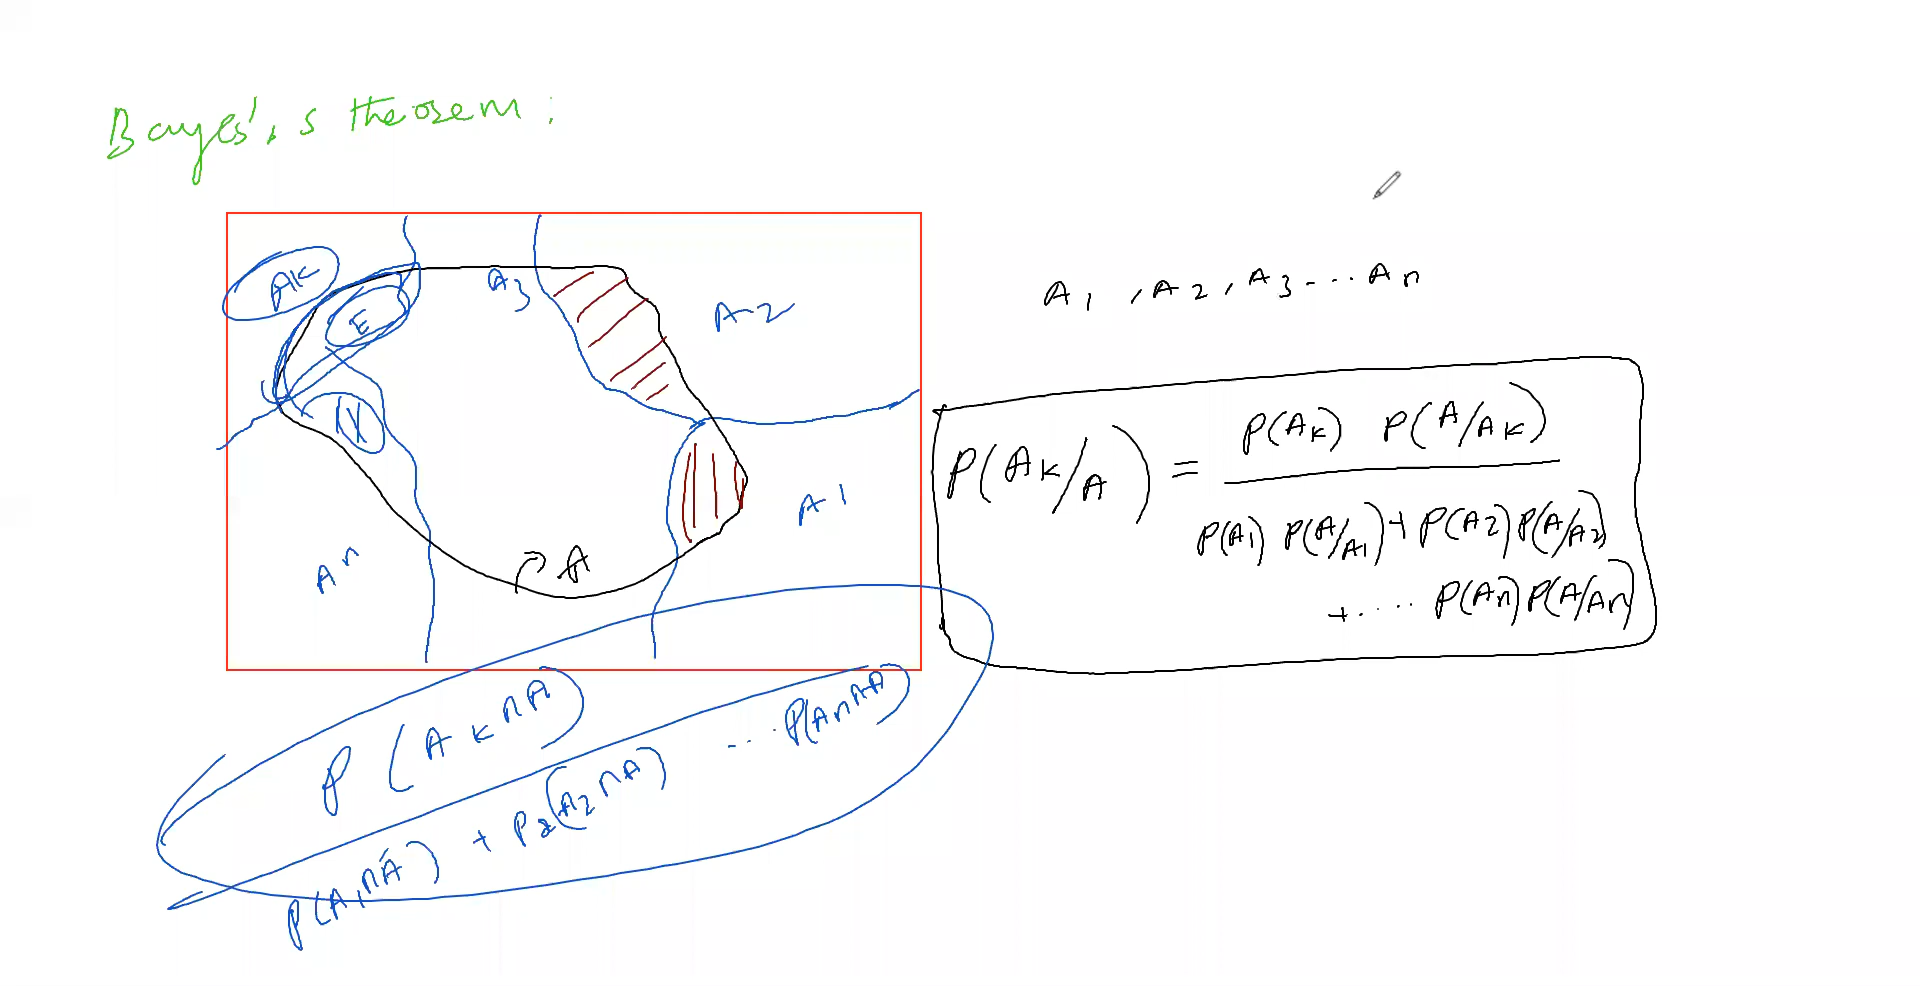 Baye's, s theorem :
AK
E
A3
A2
A1
An
A
A1 , A2 , A3 ... An
P(AK/A) = P(AK) P(A/AK)
P(A1) P(A/A1) + P(A2) P(A/A2)
+ .... P(An) P(A/An)
P(AK∩A)
P(A1∩A) + P2(A2∩A) ... P(An∩A)